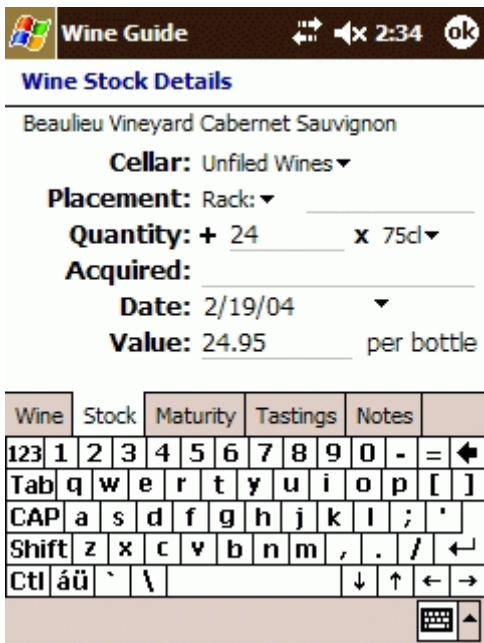 Wine Guide 2:34 ok
Wine Stock Details
Beaulieu Vineyard Cabernet Sauvignon
Cellar: Unfiled Wines
Placement: Rack:
Quantity: + 24 x 75cl
Acquired:
Date: 2/19/04
Value: 24.95 per bottle
Wine Stock Maturity Tastings Notes
123 1 2 3 4 5 6 7 8 9 0 - =
Tab q w e r t y u i o p [ ]
CAP a s d f g h j k l ; '
Shift z x c v b n m , . /
Ctl áü ` \